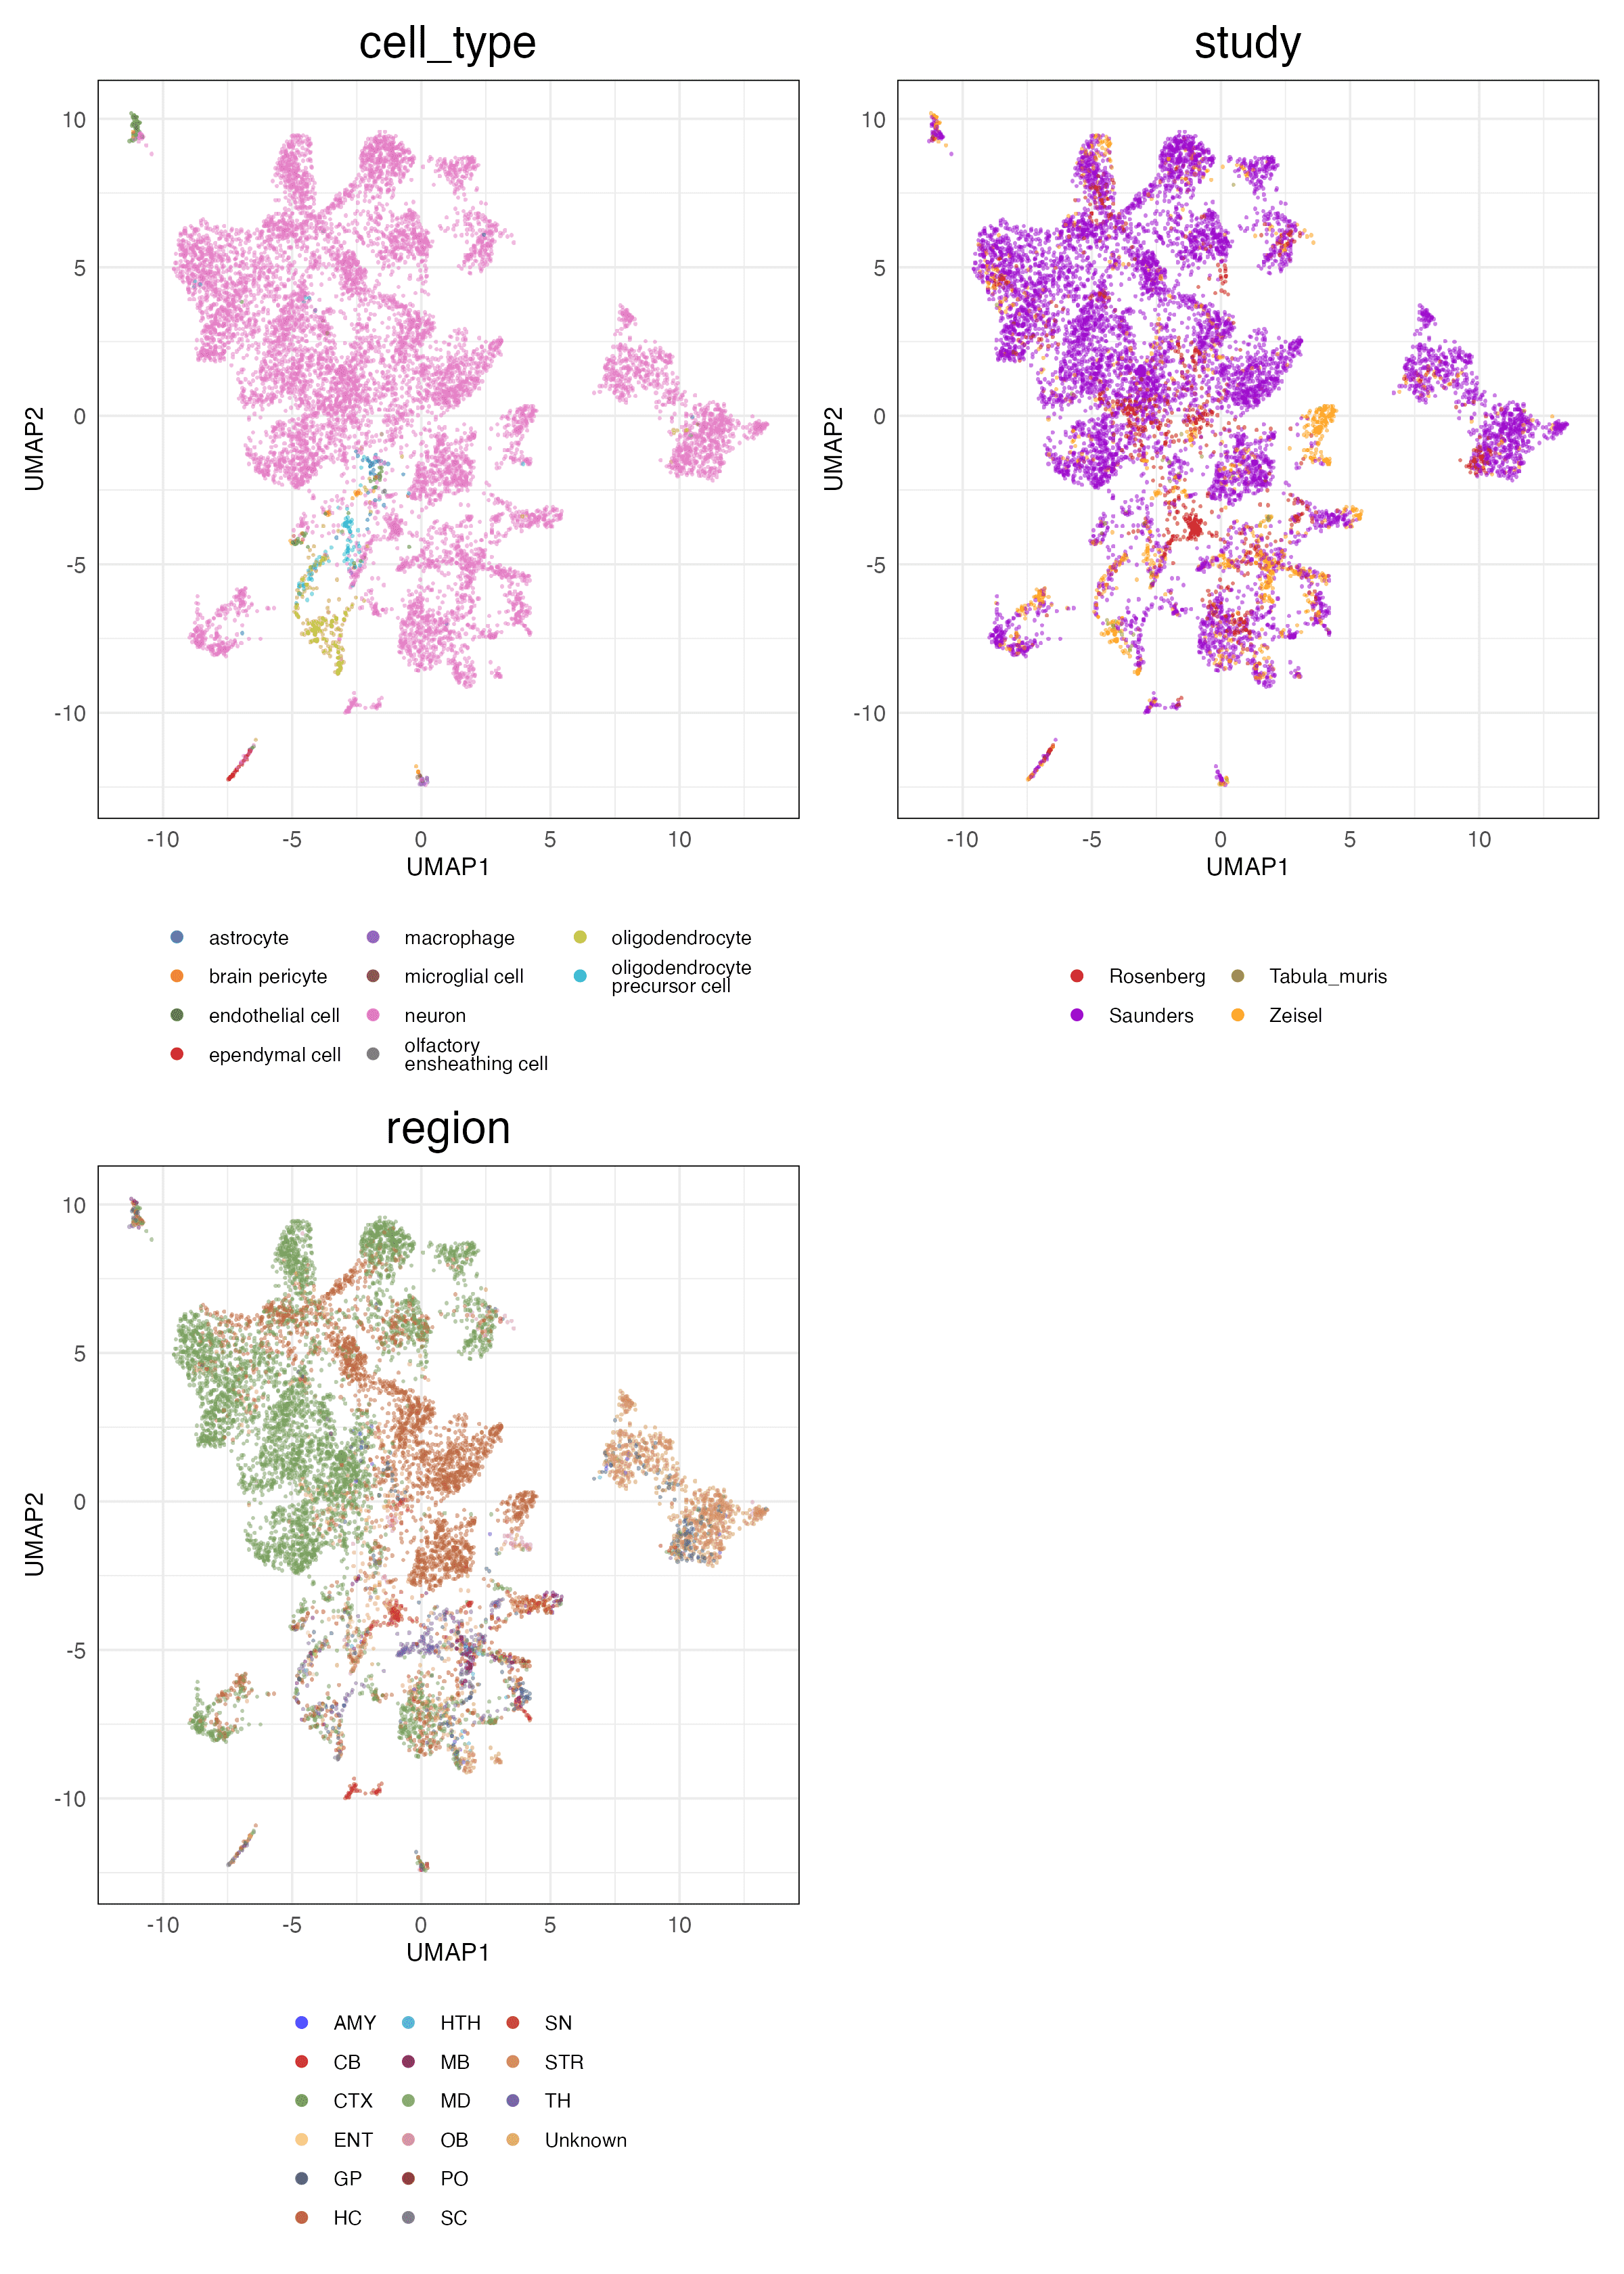 cell_type
study
10
5
0
-5
-10
UMAP2
-10
-5
0
5
10
UMAP1
10
5
0
-5
-10
UMAP2
-10
-5
0
5
10
UMAP1
astrocyte
brain pericyte
endothelial cell
ependymal cell
macrophage
microglial cell
neuron
olfactory
ensheathing cell
oligodendrocyte
oligodendrocyte
precursor cell
Rosenberg
Saunders
Tabula_muris
Zeisel
region
10
5
0
-5
-10
UMAP2
-10
-5
0
5
10
UMAP1
AMY
CB
CTX
ENT
GP
HC
HTH
MB
MD
OB
PO
SC
SN
STR
TH
Unknown